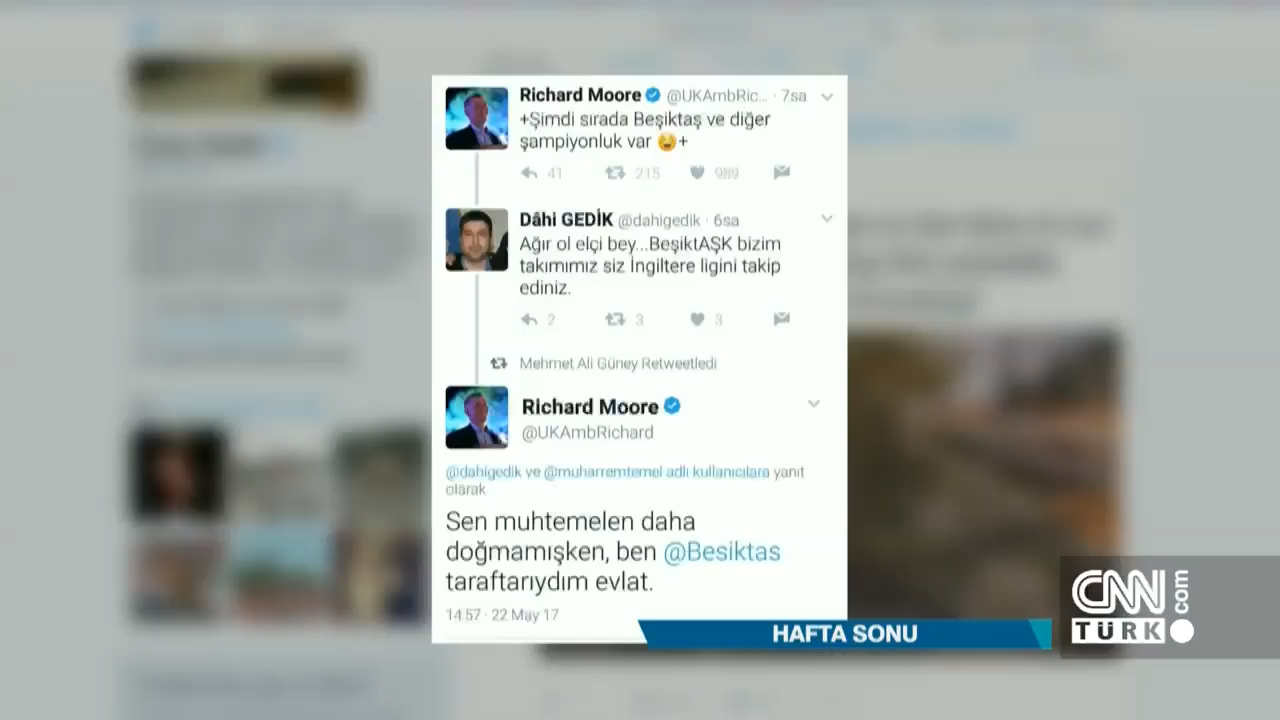 Richard Moore @UKAmbRic... · 7sa
+Şimdi sırada Beşiktaş ve diğer
şampiyonluk var 😄+
41 215 989
Dâhi GEDİK @dahigedik · 6sa
Ağır ol elçi bey...BeşiktAŞK bizim
takımımız siz İngiltere ligini takip
ediniz.
2 3 3
Mehmet Ali Güney Retweetledi
Richard Moore
@UKAmbRichard
@dahigedik ve @muharremtemel adlı kullanıcılara yanıt
olarak
Sen muhtemelen daha
doğmamışken, ben @Besiktas
taraftarıydım evlat.
14:57 · 22 May 17
HAFTA SONU
CNN
TÜRK
.com